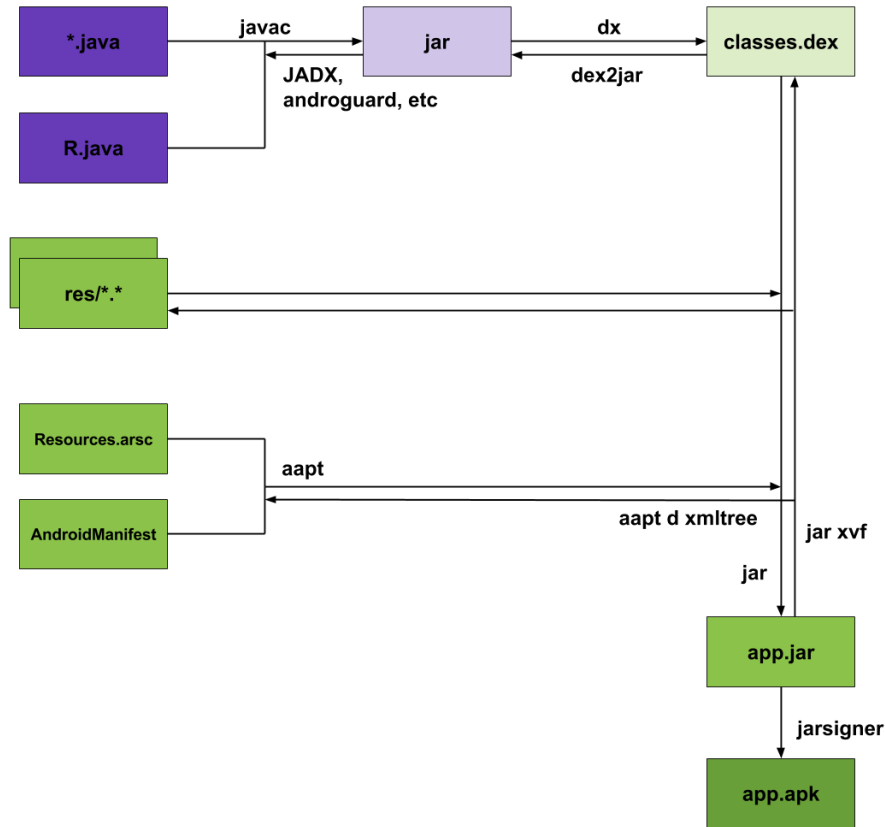 *.java
javac
jar
dx
classes.dex
JADX,
androguard, etc
dex2jar
R.java
res/*.*
Resources.arsc
aapt
AndroidManifest
aapt d xmltree
jar xvf
jar
app.jar
jarsigner
app.apk